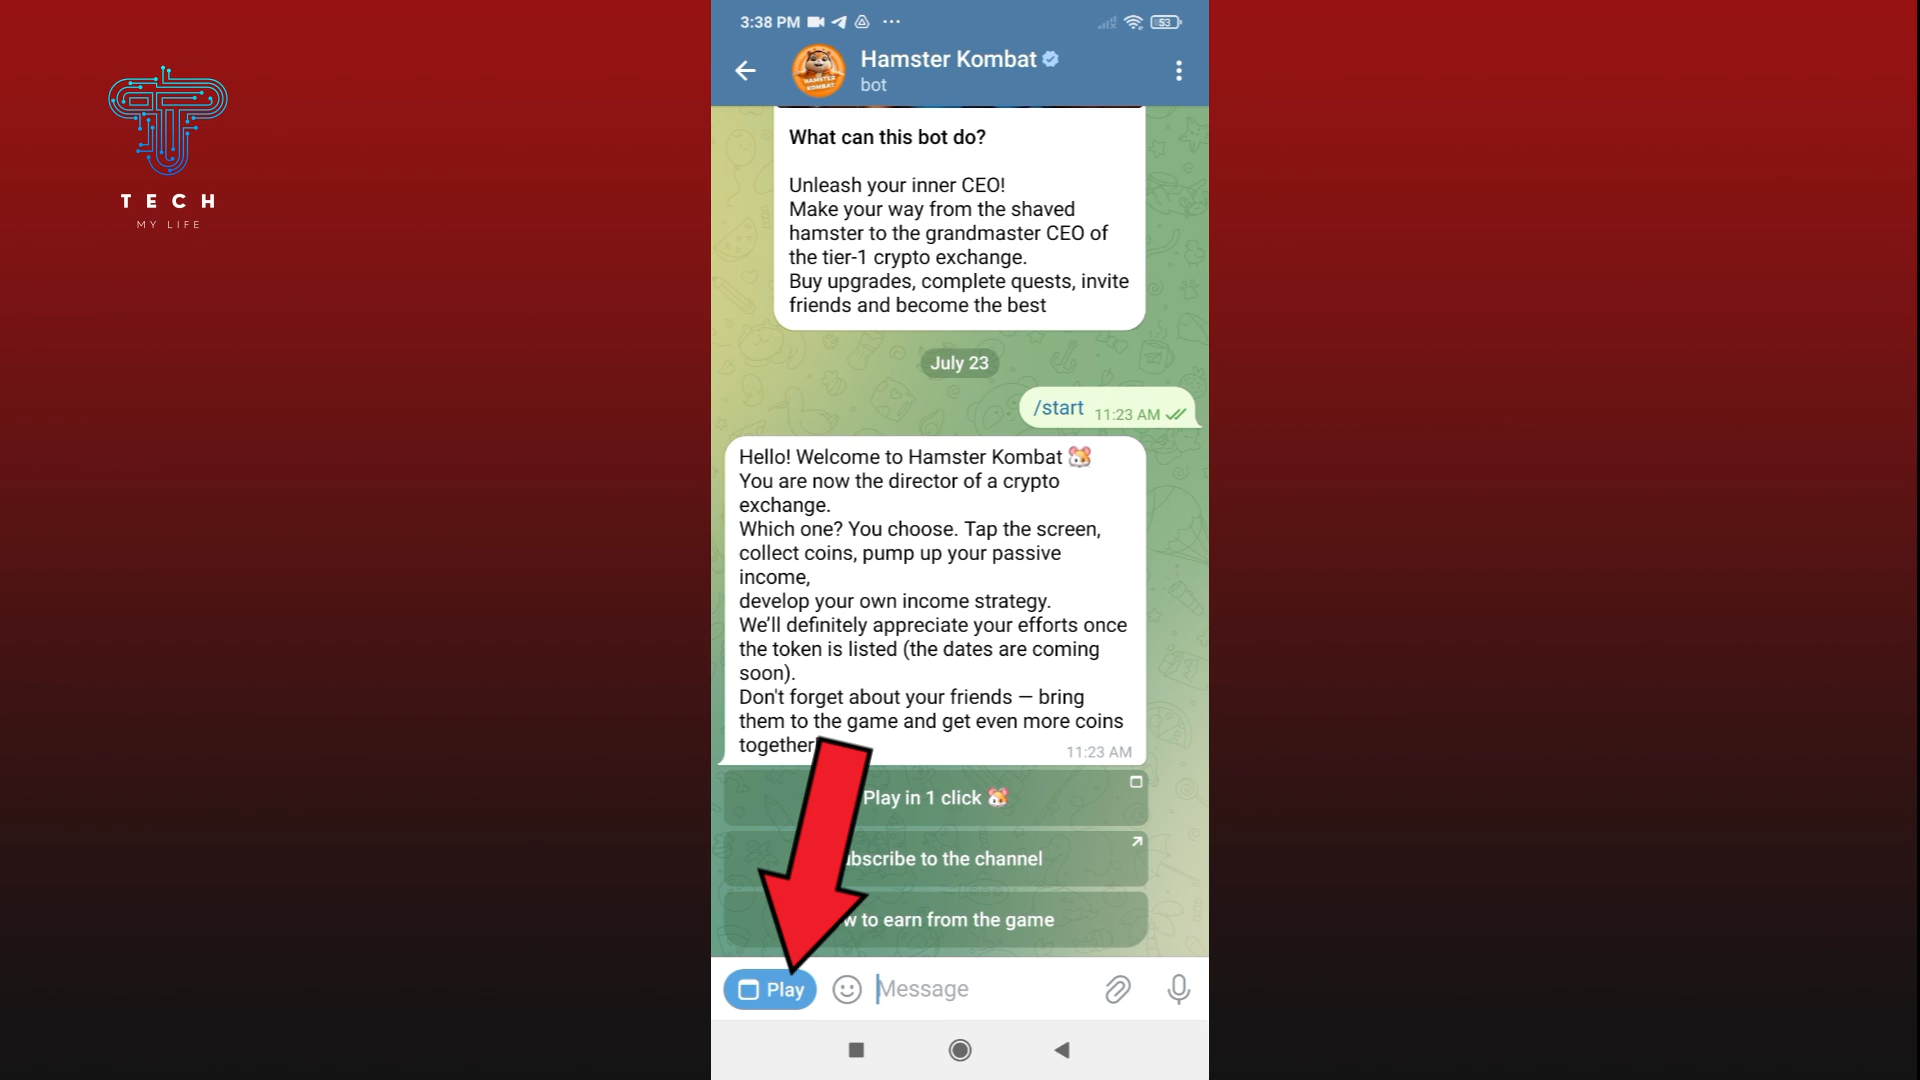 TECH
MY LIFE
3:38 PM
53
Hamster Kombat
bot
HAMSTER
KOMBAT
What can this bot do?
Unleash your inner CEO!
Make your way from the shaved
hamster to the grandmaster CEO of
the tier-1 crypto exchange.
Buy upgrades, complete quests, invite
friends and become the best
July 23
/start 11:23 AM
Hello! Welcome to Hamster Kombat 🐹
You are now the director of a crypto
exchange.
Which one? You choose. Tap the screen,
collect coins, pump up your passive
income,
develop your own income strategy.
We’ll definitely appreciate your efforts once
the token is listed (the dates are coming
soon).
Don't forget about your friends — bring
them to the game and get even more coins
together
11:23 AM
Play in 1 click 🐹
ubscribe to the channel
w to earn from the game
Play
Message